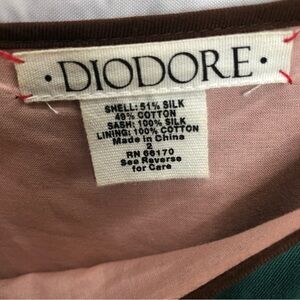 · DIODORE ·
SHELL: 51% SILK
49% COTTON
SASH: 100% SILK
LINING: 100% COTTON
Made in China
2
RN 66170
See Reverse
for Care